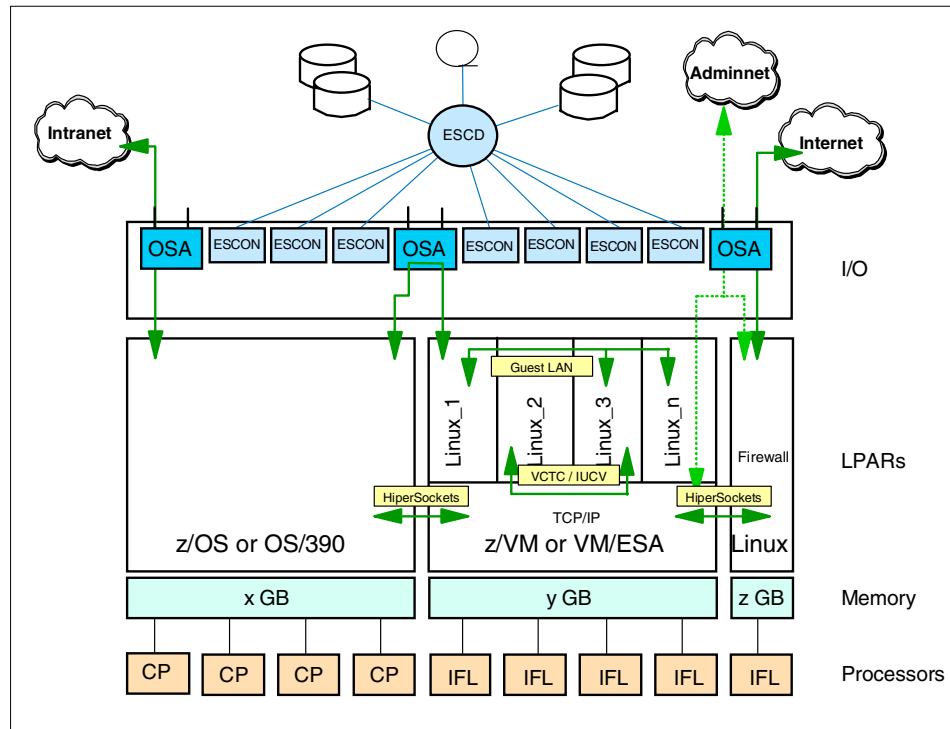 Adminnet
Intranet
ESCD
Internet
OSA
ESCON
ESCON
ESCON
OSA
ESCON
ESCON
ESCON
ESCON
OSA
I/O
Guest LAN
Linux_1
Linux_2
Linux_3
Linux_n
Firewall
LPARs
VCTC / IUCV
HiperSockets
HiperSockets
TCP/IP
z/OS or OS/390
z/VM or VM/ESA
Linux
x GB
y GB
z GB
Memory
CP
CP
CP
CP
IFL
IFL
IFL
IFL
IFL
Processors